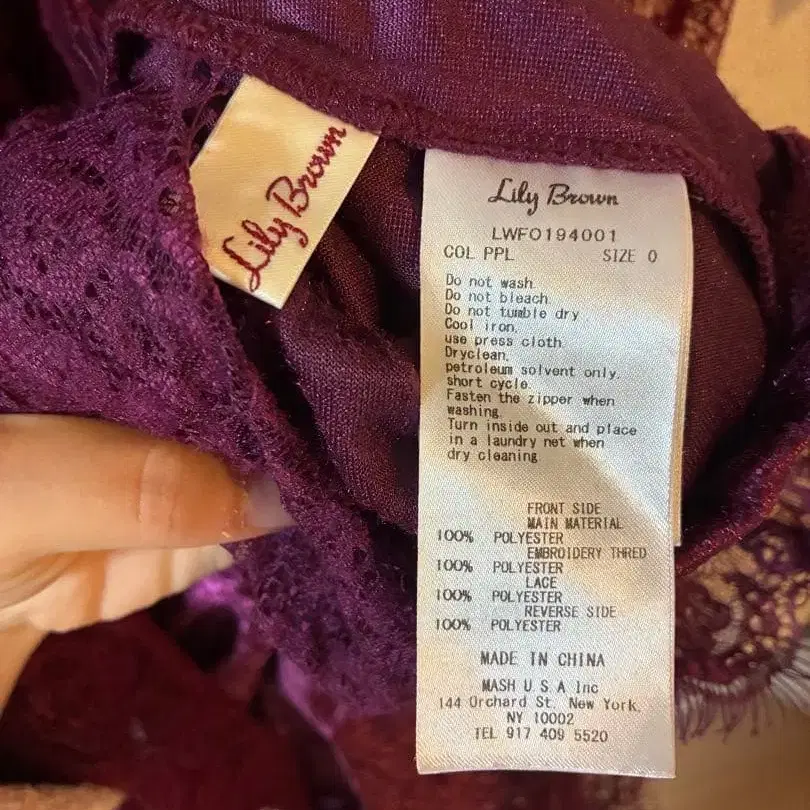 Lily Brown
Lily Brown
LWFO194001
COL PPL SIZE 0
Do not wash.
Do not bleach.
Do not tumble dry
Cool iron.
use press cloth.
Dryclean.
petroleum solvent only.
short cycle.
Fasten the zipper when
washing.
Turn inside out and place
in a laundry net when
dry cleaning
FRONT SIDE
MAIN MATERIAL
100% POLYESTER
EMBROIDERY THRED
100% POLYESTER
LACE
100% POLYESTER
REVERSE SIDE
100% POLYESTER
MADE IN CHINA
MASH U.S.A Inc
144 Orchard St. New York.
NY 10002
TEL 917 409 5520